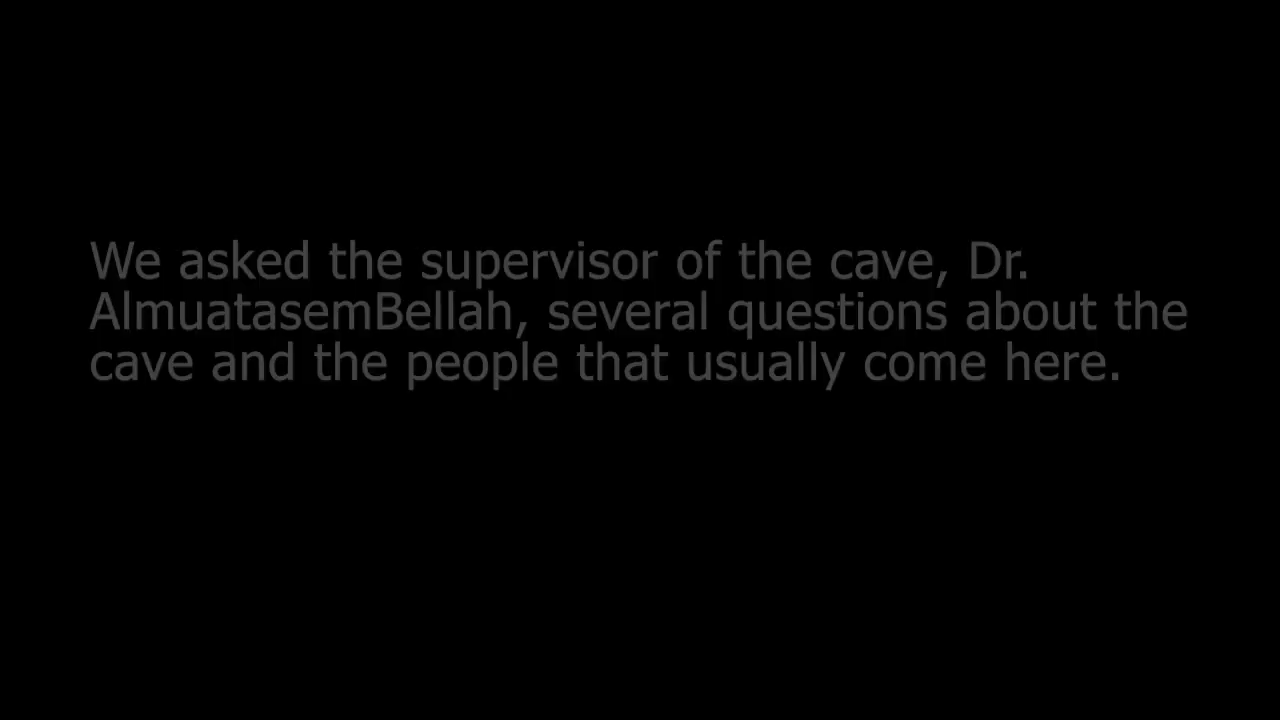 We asked the supervisor of the cave, Dr.
AlmuatasemBellah, several questions about the
cave and the people that usually come here.